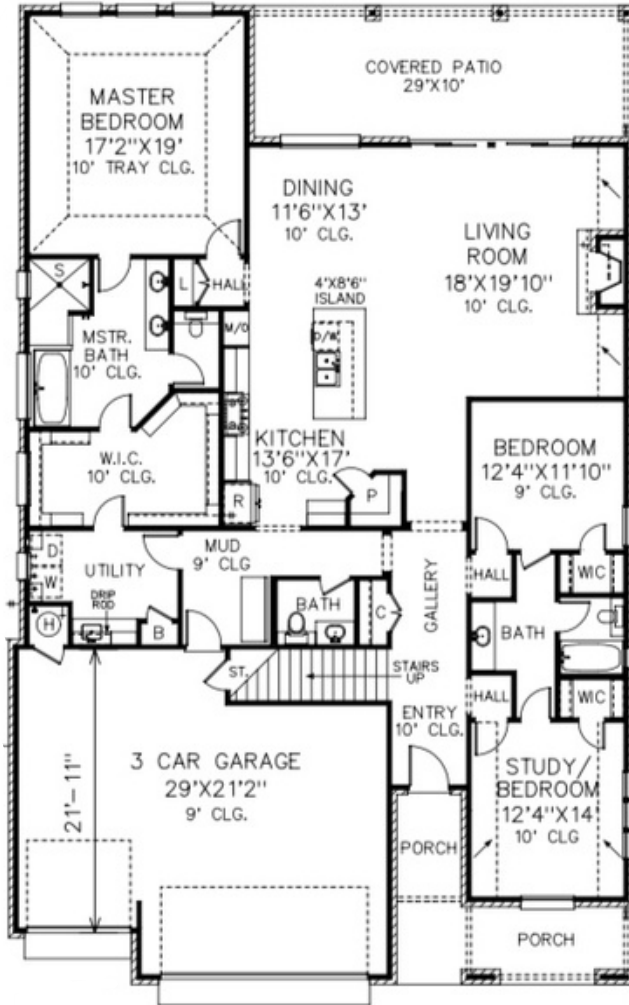 COVERED PATIO
29'X10'
MASTER
BEDROOM
17'2"X19'
10' TRAY CLG.
DINING
11'6"X13'
10' CLG.
LIVING
ROOM
18'X19'10"
10' CLG.
S
L
HALL
4'X8'6"
ISLAND
MSTR.
BATH
10' CLG.
M/O
D/W
KITCHEN
13'6"X17'
10' CLG.
BEDROOM
12'4"X11'10"
9' CLG.
W.I.C.
10' CLG.
R
P
MUD
9' CLG
D
W
UTILITY
DRIP
ROD
H
B
BATH
C
GALLERY
HALL
WIC
BATH
ST.
STAIRS
UP
HALL
WIC
ENTRY
10' CLG.
3 CAR GARAGE
29'X21'2"
9' CLG.
21'-11"
STUDY/
BEDROOM
12'4"X14
10' CLG
PORCH
PORCH